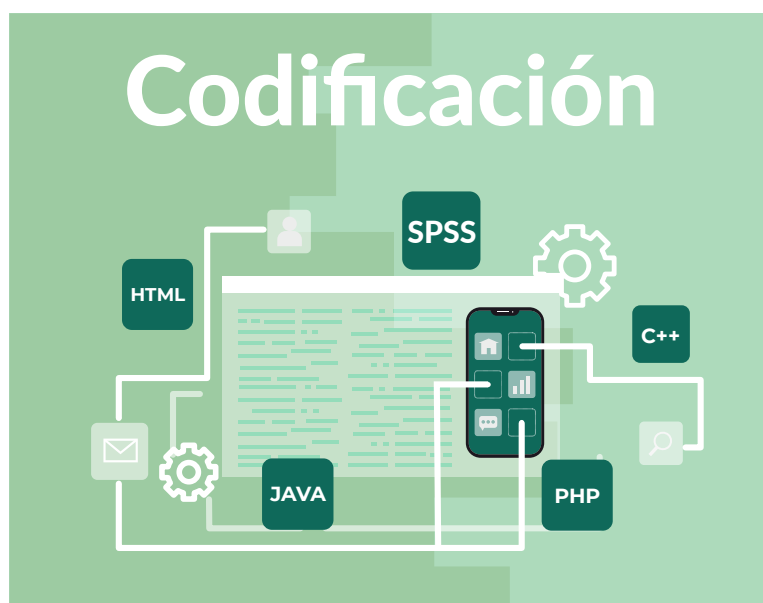 Codificación
SPSS
HTML
C++
JAVA
PHP